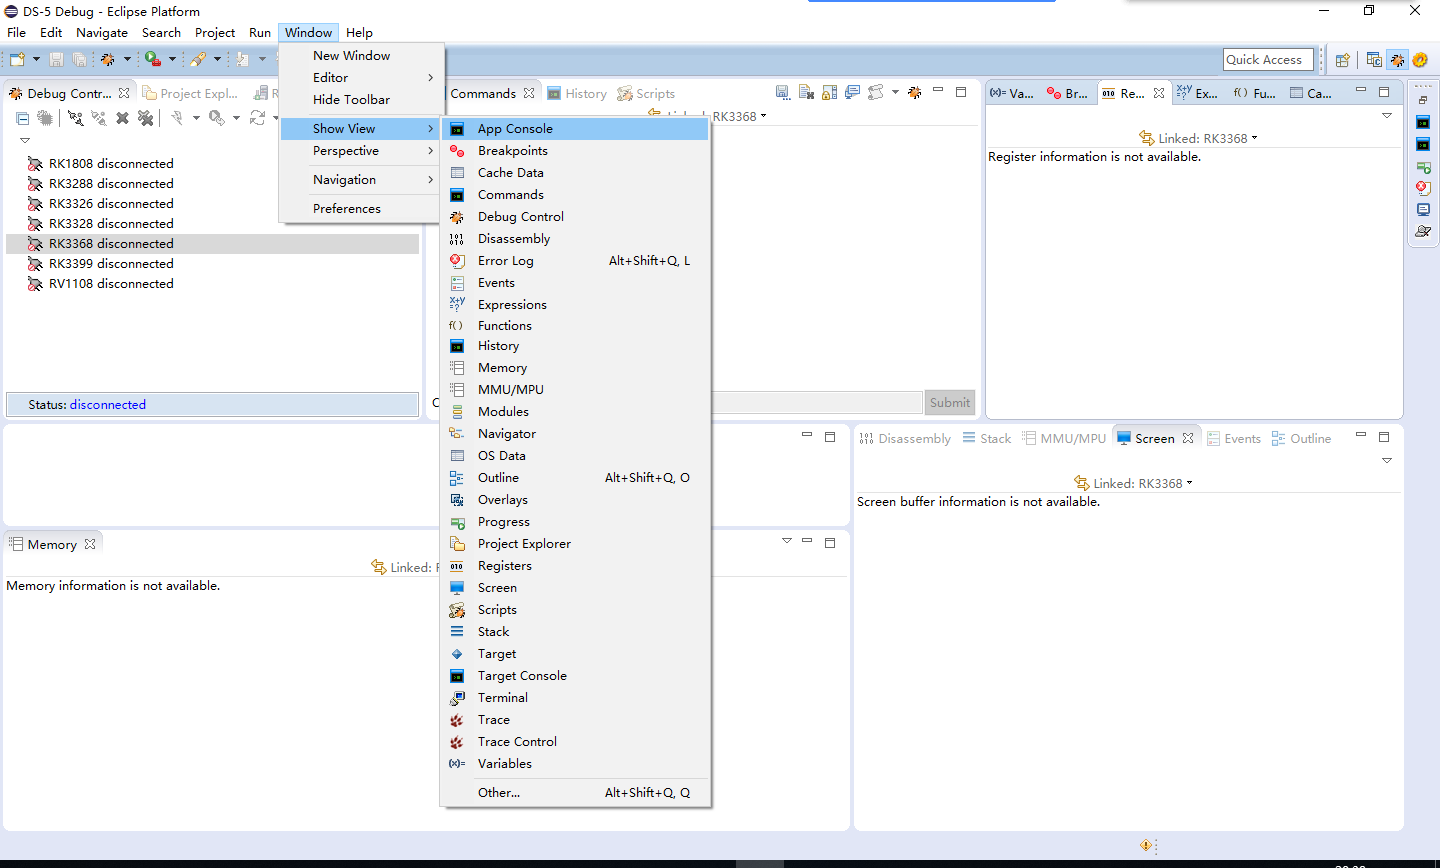 DS-5 Debug - Eclipse Platform
File Edit Navigate Search Project Run Window Help
Quick Access
New Window
Editor
Hide Toolbar
Show View
Perspective
Navigation
Preferences
Debug Contr...
Project Expl...
RK1808 disconnected
RK3288 disconnected
RK3326 disconnected
RK3328 disconnected
RK3368 disconnected
RK3399 disconnected
RV1108 disconnected
Status: disconnected
Commands
History
Scripts
RK3368
Submit
App Console
Breakpoints
Cache Data
Commands
Debug Control
Disassembly
Error Log Alt+Shift+Q, L
Events
Expressions
Functions
History
Memory
MMU/MPU
Modules
Navigator
OS Data
Outline Alt+Shift+Q, O
Overlays
Progress
Project Explorer
Registers
Screen
Scripts
Stack
Target
Target Console
Terminal
Trace
Trace Control
Variables
Other... Alt+Shift+Q, Q
(x)= Va... Br... Re... Ex... f() Fu... Ca...
Linked: RK3368
Register information is not available.
Memory
Linked:
Memory information is not available.
Disassembly Stack MMU/MPU Screen Events Outline
Linked: RK3368
Screen buffer information is not available.